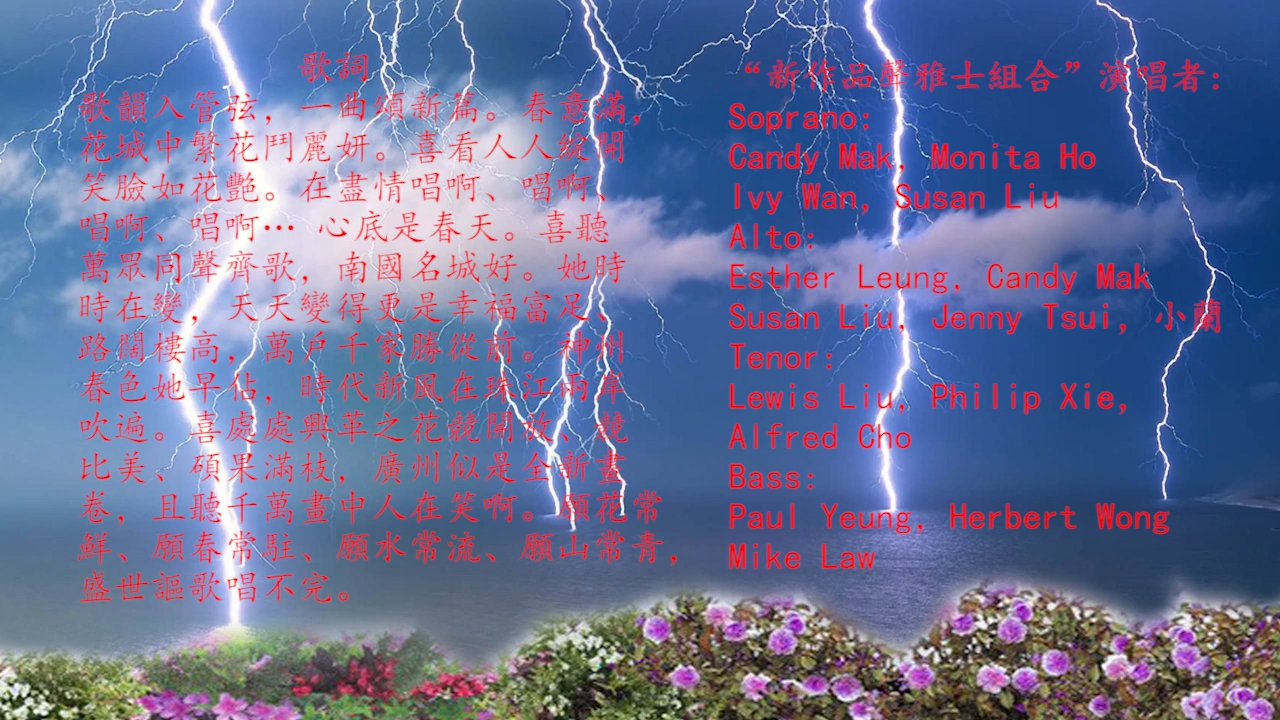 歌詞
歌韻入管弦，一曲頌新篇。春意滿，
花城中繁花鬥麗妍。喜看人人綻開
笑臉如花艷。在盡情唱啊、唱啊、
唱啊、唱啊… 心底是春天。喜聽
萬眾同聲齊歌，南國名城好。她時
時在變，天天變得更是幸福富足、
路闊樓高，萬戶千家勝從前。神州
春色她早佔，時代新風在珠江兩岸
吹遍。喜處處興革之花競開放、競
比美、碩果滿枝，廣州似是全新畫
卷，且聽千萬畫中人在笑啊。願花常
鮮、願春常駐、願水常流、願山常青，
盛世謳歌唱不完。
“新作品聲雅士組合”演唱者：
Soprano:
Candy Mak, Monita Ho
Ivy Wan, Susan Liu
Alto:
Esther Leung, Candy Mak
Susan Liu, Jenny Tsui, 小蘭
Tenor:
Lewis Liu, Philip Xie,
Alfred Cho
Bass:
Paul Yeung, Herbert Wong
Mike Law